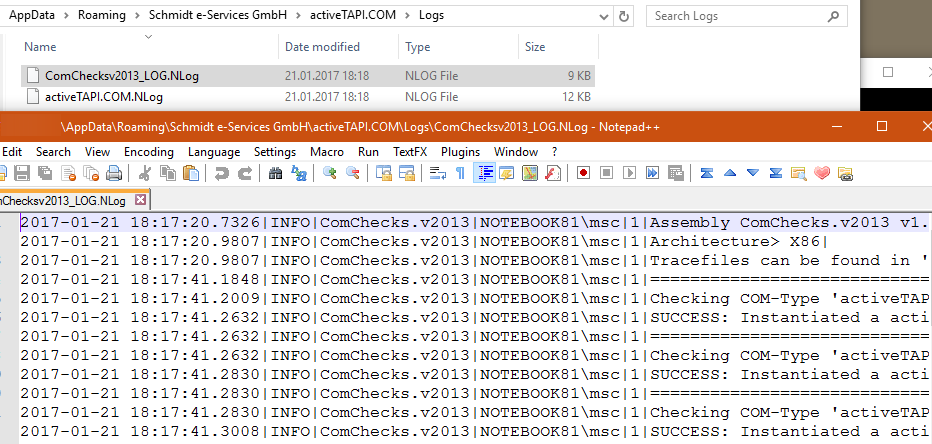 AppData > Roaming > Schmidt e-Services GmbH > activeTAPI.COM > Logs
Search Logs
Name Date modified Type Size
ComChecksv2013_LOG.NLog 21.01.2017 18:18 NLOG File 9 KB
activeTAPI.COM.NLog 21.01.2017 18:18 NLOG File 12 KB
\AppData\Roaming\Schmidt e-Services GmbH\activeTAPI.COM\Logs\ComChecksv2013_LOG.NLog - Notepad++
Edit Search View Encoding Language Settings Macro Run TextFX Plugins Window ?
mChecksv2013_LOG.NLog
2017-01-21 18:17:20.7326|INFO|ComChecks.v2013|NOTEBOOK81\msc|1|Assembly ComChecks.v2013 v1.
2017-01-21 18:17:20.9807|INFO|ComChecks.v2013|NOTEBOOK81\msc|1|Architecture> X86|
2017-01-21 18:17:20.9807|INFO|ComChecks.v2013|NOTEBOOK81\msc|1|Tracefiles can be found in '
2017-01-21 18:17:41.1848|INFO|ComChecks.v2013|NOTEBOOK81\msc|1|=============================
2017-01-21 18:17:41.2009|INFO|ComChecks.v2013|NOTEBOOK81\msc|1|Checking COM-Type 'activeTAP
2017-01-21 18:17:41.2632|INFO|ComChecks.v2013|NOTEBOOK81\msc|1|SUCCESS: Instantiated a acti
2017-01-21 18:17:41.2632|INFO|ComChecks.v2013|NOTEBOOK81\msc|1|=============================
2017-01-21 18:17:41.2632|INFO|ComChecks.v2013|NOTEBOOK81\msc|1|Checking COM-Type 'activeTAP
2017-01-21 18:17:41.2830|INFO|ComChecks.v2013|NOTEBOOK81\msc|1|SUCCESS: Instantiated a acti
2017-01-21 18:17:41.2830|INFO|ComChecks.v2013|NOTEBOOK81\msc|1|=============================
2017-01-21 18:17:41.2830|INFO|ComChecks.v2013|NOTEBOOK81\msc|1|Checking COM-Type 'activeTAP
2017-01-21 18:17:41.3008|INFO|ComChecks.v2013|NOTEBOOK81\msc|1|SUCCESS: Instantiated a acti